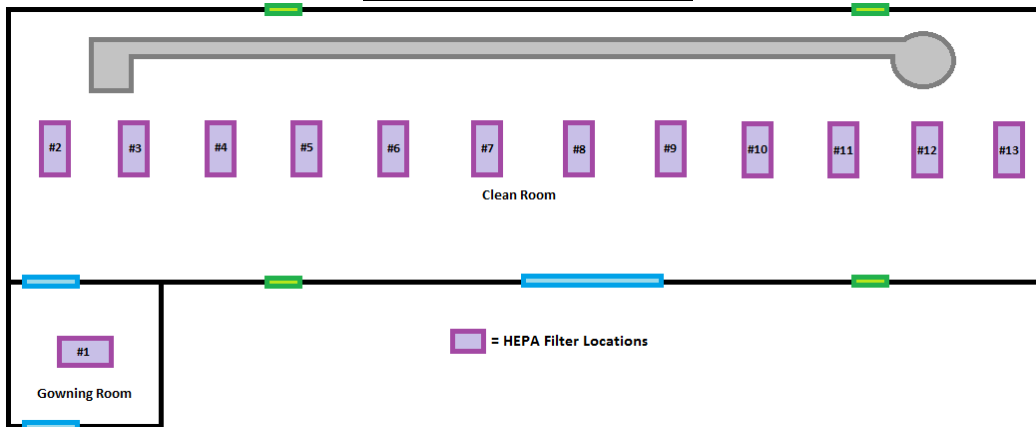 #2 #3 #4 #5 #6 #7 #8 #9 #10 #11 #12 #13
Clean Room
#1
= HEPA Filter Locations
Gowning Room